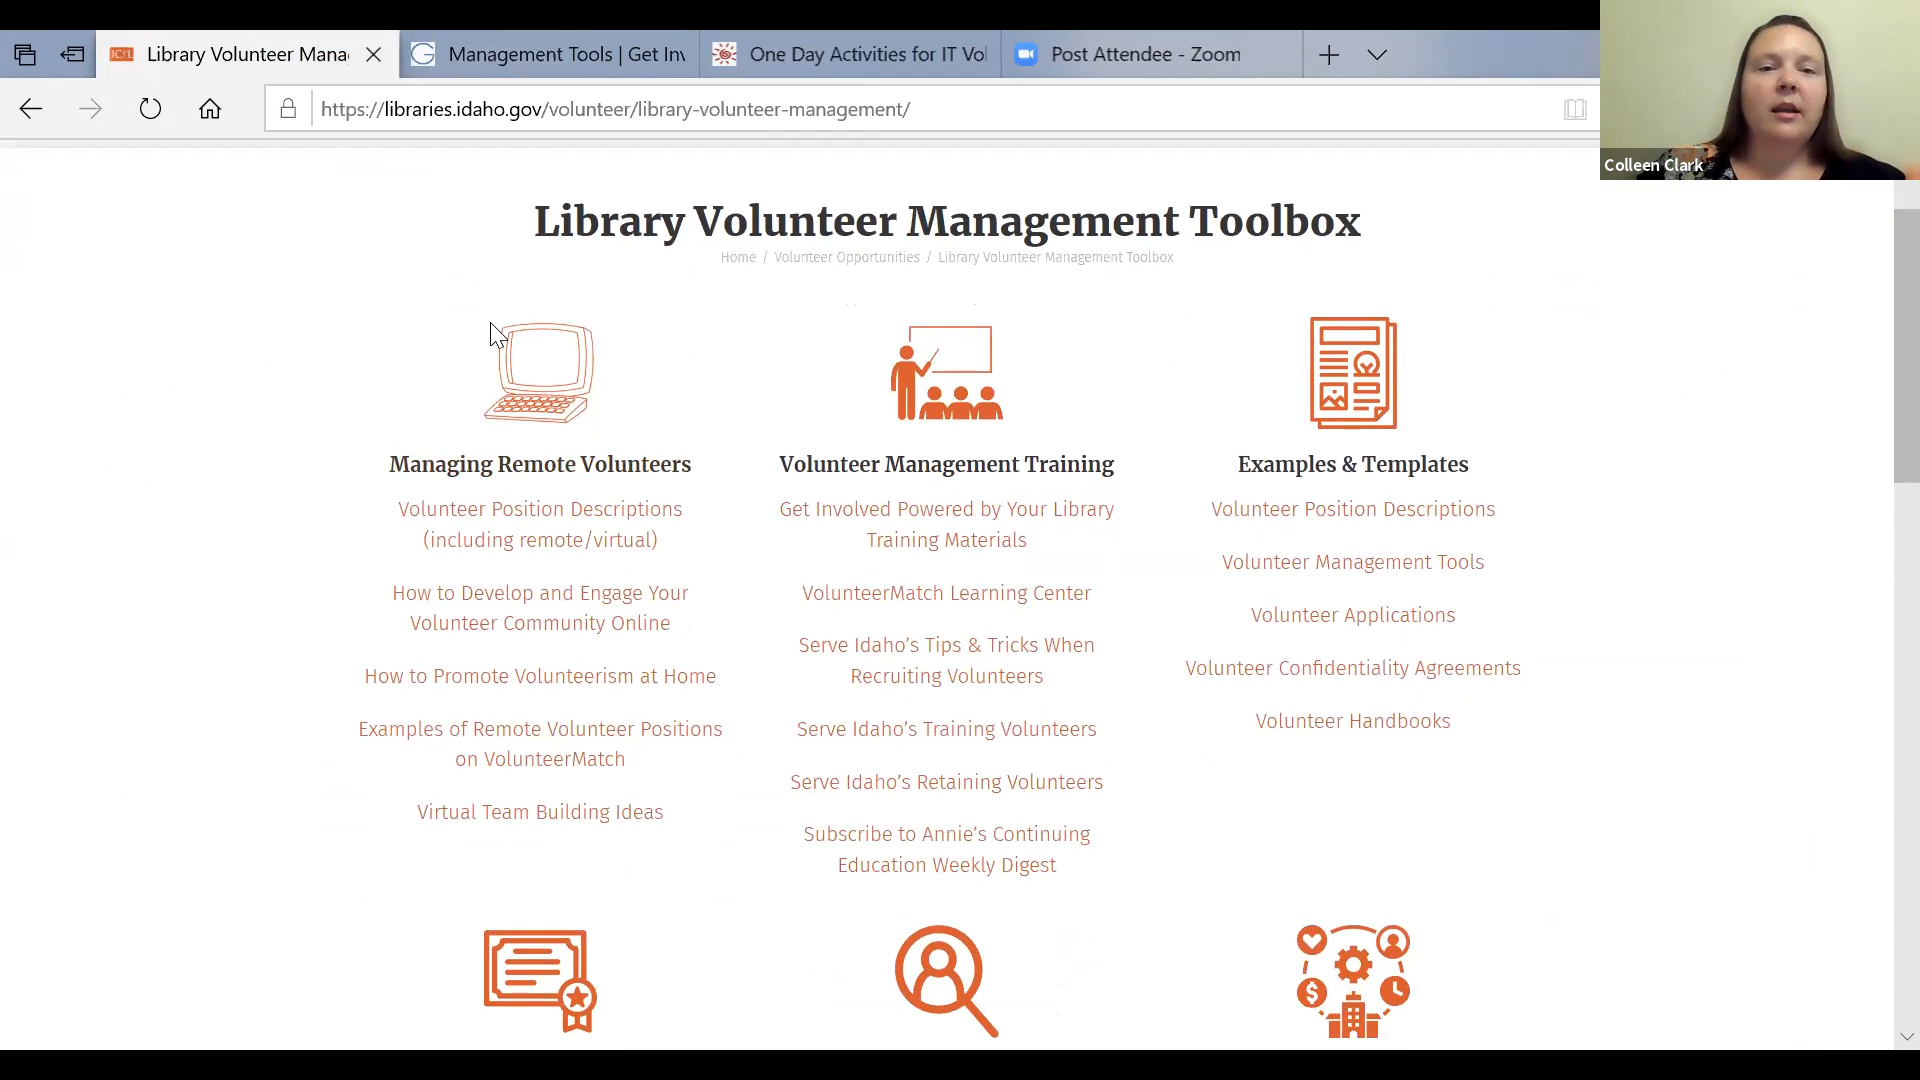 Library Volunteer Mana
Management Tools | Get Inv
One Day Activities for IT Vol
Post Attendee - Zoom
https://libraries.idaho.gov/volunteer/library-volunteer-management/
Colleen Clark
Library Volunteer Management Toolbox
Home / Volunteer Opportunities / Library Volunteer Management Toolbox
Managing Remote Volunteers
Volunteer Position Descriptions
(including remote/virtual)
How to Develop and Engage Your
Volunteer Community Online
How to Promote Volunteerism at Home
Examples of Remote Volunteer Positions
on VolunteerMatch
Virtual Team Building Ideas
Volunteer Management Training
Get Involved Powered by Your Library
Training Materials
VolunteerMatch Learning Center
Serve Idaho’s Tips & Tricks When
Recruiting Volunteers
Serve Idaho’s Training Volunteers
Serve Idaho’s Retaining Volunteers
Subscribe to Annie’s Continuing
Education Weekly Digest
Examples & Templates
Volunteer Position Descriptions
Volunteer Management Tools
Volunteer Applications
Volunteer Confidentiality Agreements
Volunteer Handbooks